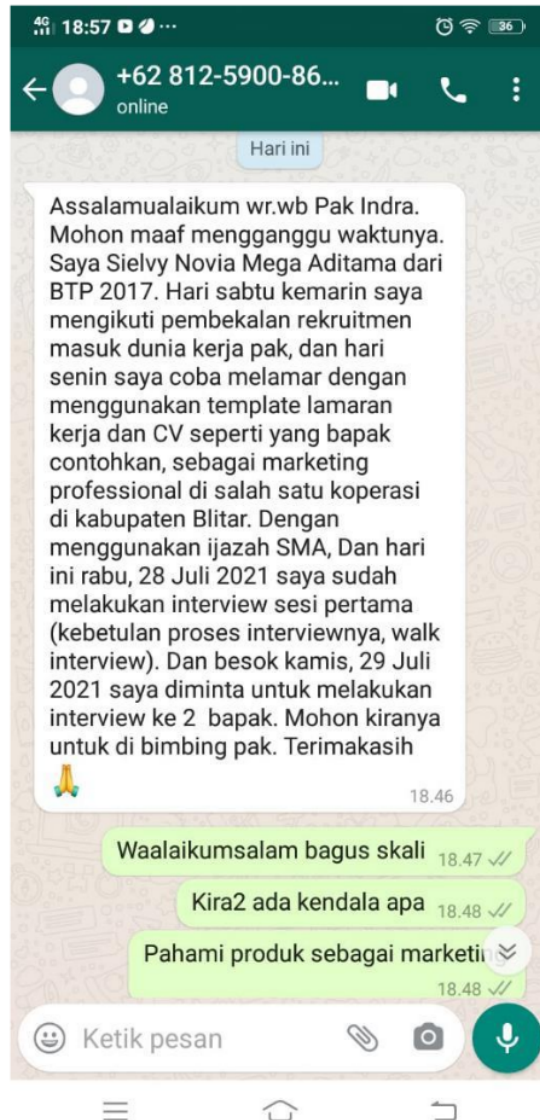 4G 18:57 ... 36
+62 812-5900-86...
online
Hari ini
Assalamualaikum wr.wb Pak Indra.
Mohon maaf mengganggu waktunya.
Saya Sielvy Novia Mega Aditama dari
BTP 2017. Hari sabtu kemarin saya
mengikuti pembekalan rekruitmen
masuk dunia kerja pak, dan hari
senin saya coba melamar dengan
menggunakan template lamaran
kerja dan CV seperti yang bapak
contohkan, sebagai marketing
professional di salah satu koperasi
di kabupaten Blitar. Dengan
menggunakan ijazah SMA, Dan hari
ini rabu, 28 Juli 2021 saya sudah
melakukan interview sesi pertama
(kebetulan proses interviewnya, walk
interview). Dan besok kamis, 29 Juli
2021 saya diminta untuk melakukan
interview ke 2 bapak. Mohon kiranya
untuk di bimbing pak. Terimakasih
🙏 18.46
Waalaikumsalam bagus skali 18.47
Kira2 ada kendala apa 18.48
Pahami produk sebagai marketin
18.48
Ketik pesan